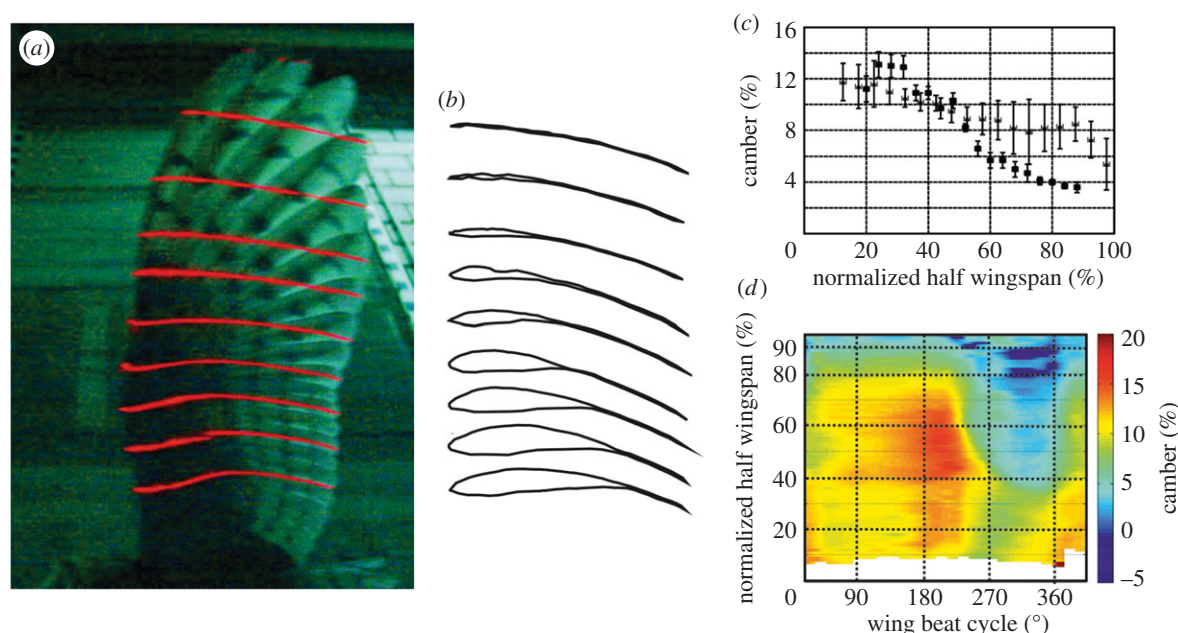 (a)
(b)
(c)
16
12
8
4
0
20
40
60
80
100
camber (%)
normalized half wingspan (%)
(d)
90
80
60
40
20
0
90
180
270
360
normalized half wingspan (%)
wing beat cycle (°)
20
15
10
5
0
−5
camber (%)